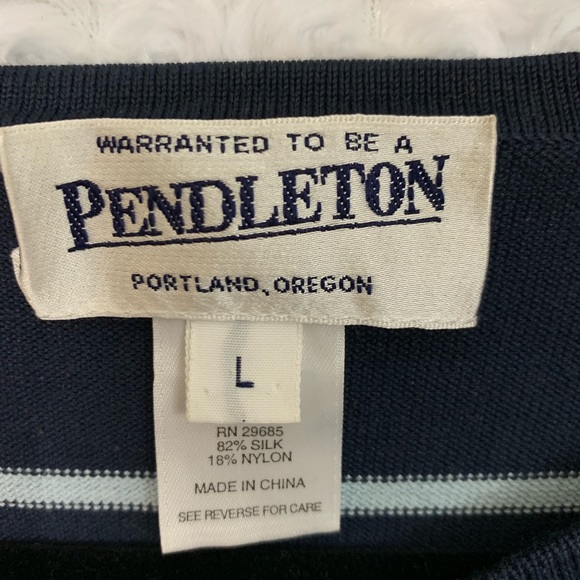 WARRANTED TO BE A
PENDLETON
PORTLAND, OREGON
L
RN 29685
82% SILK
18% NYLON
MADE IN CHINA
SEE REVERSE FOR CARE